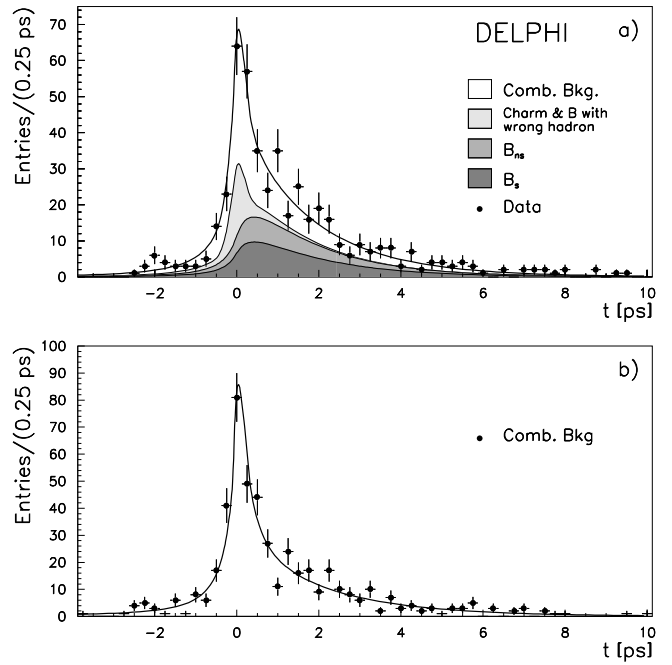 DELPHI
a)
Comb. Bkg.
Charm & B with
wrong hadron
Bns
Bs
Data
Entries/(0.25 ps)
70
60
50
40
30
20
10
0
−2 0 2 4 6 8 10
t [ps]
b)
Comb. Bkg
Entries/(0.25 ps)
100
90
80
70
60
50
40
30
20
10
0
−2 0 2 4 6 8 10
t [ps]